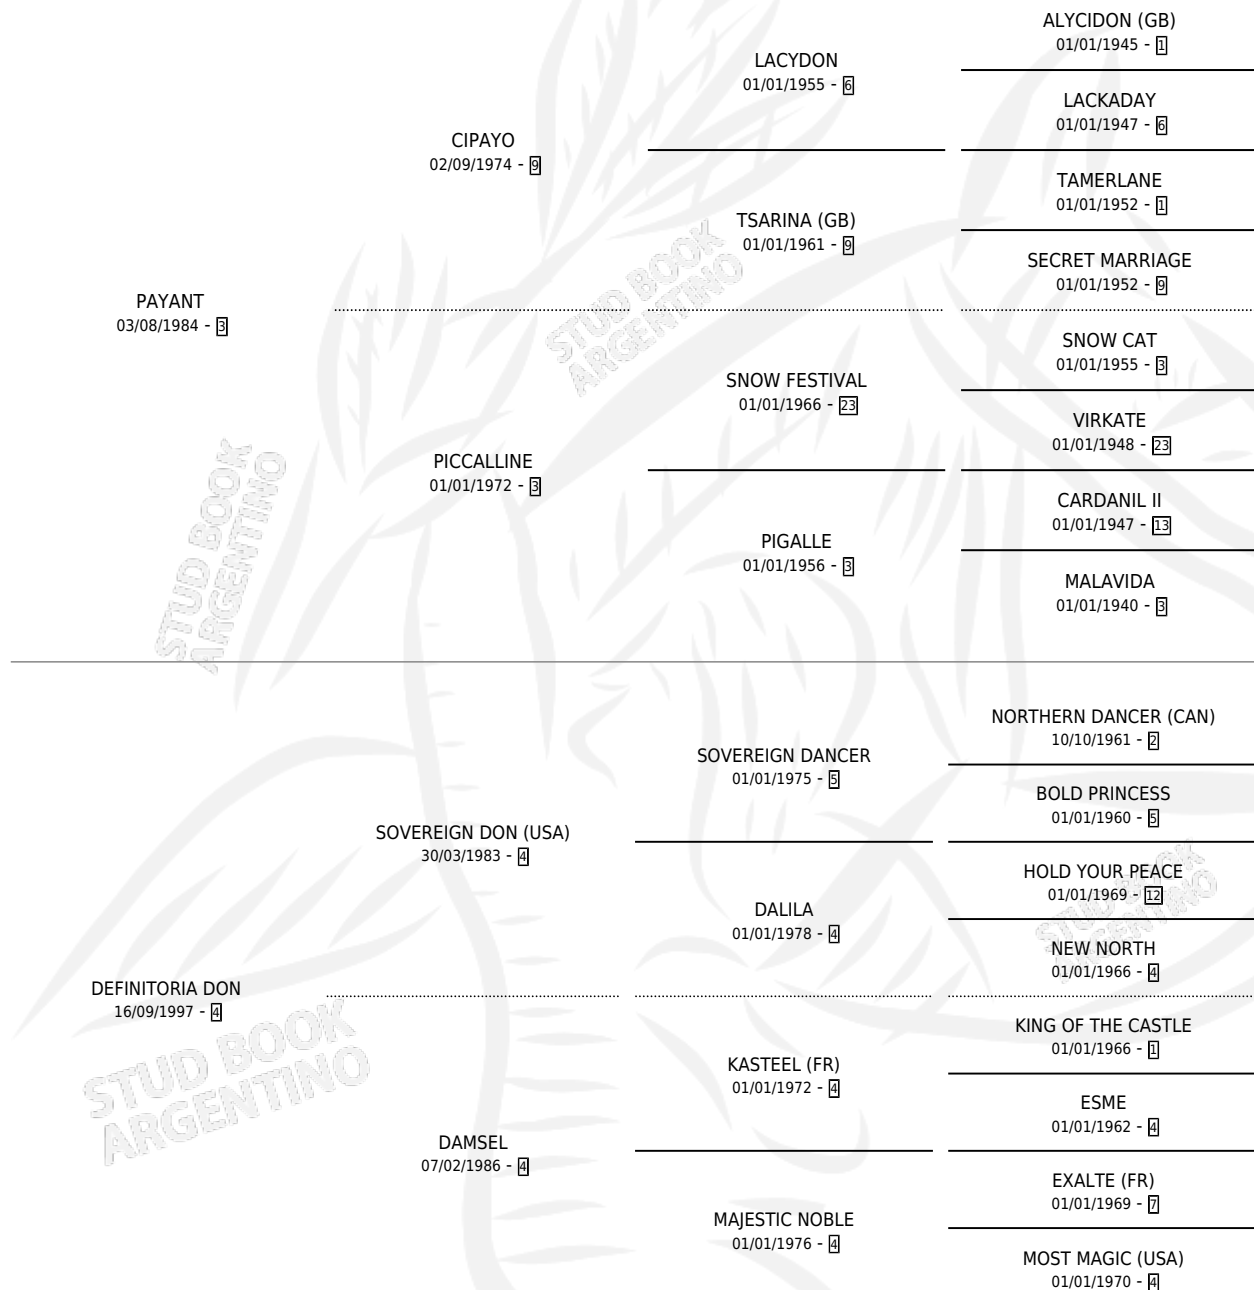 ALYCIDON (GB)
01/01/1945 - 1
LACYDON
01/01/1955 - 6
LACKADAY
01/01/1947 - 6
CIPAYO
02/09/1974 - 9
TAMERLANE
01/01/1952 - 1
TSARINA (GB)
01/01/1961 - 9
SECRET MARRIAGE
01/01/1952 - 9
PAYANT
03/08/1984 - 3
SNOW CAT
01/01/1955 - 3
SNOW FESTIVAL
01/01/1966 - 23
VIRKATE
01/01/1948 - 23
PICCALLINE
01/01/1972 - 3
CARDANIL II
01/01/1947 - 13
PIGALLE
01/01/1956 - 3
MALAVIDA
01/01/1940 - 3
NORTHERN DANCER (CAN)
10/10/1961 - 2
SOVEREIGN DANCER
01/01/1975 - 5
BOLD PRINCESS
01/01/1960 - 5
SOVEREIGN DON (USA)
30/03/1983 - 4
HOLD YOUR PEACE
01/01/1969 - 12
DALILA
01/01/1978 - 4
NEW NORTH
01/01/1966 - 4
DEFINITORIA DON
16/09/1997 - 4
KING OF THE CASTLE
01/01/1966 - 1
KASTEEL (FR)
01/01/1972 - 4
ESME
01/01/1962 - 4
DAMSEL
07/02/1986 - 4
EXALTE (FR)
01/01/1969 - 7
MAJESTIC NOBLE
01/01/1976 - 4
MOST MAGIC (USA)
01/01/1970 - 4
STUD BOOK
ARGENTINO
STUD BOOK
ARGENTINO
STUD BOOK
ARGENTINO
STUD BOOK
ARGENTINO